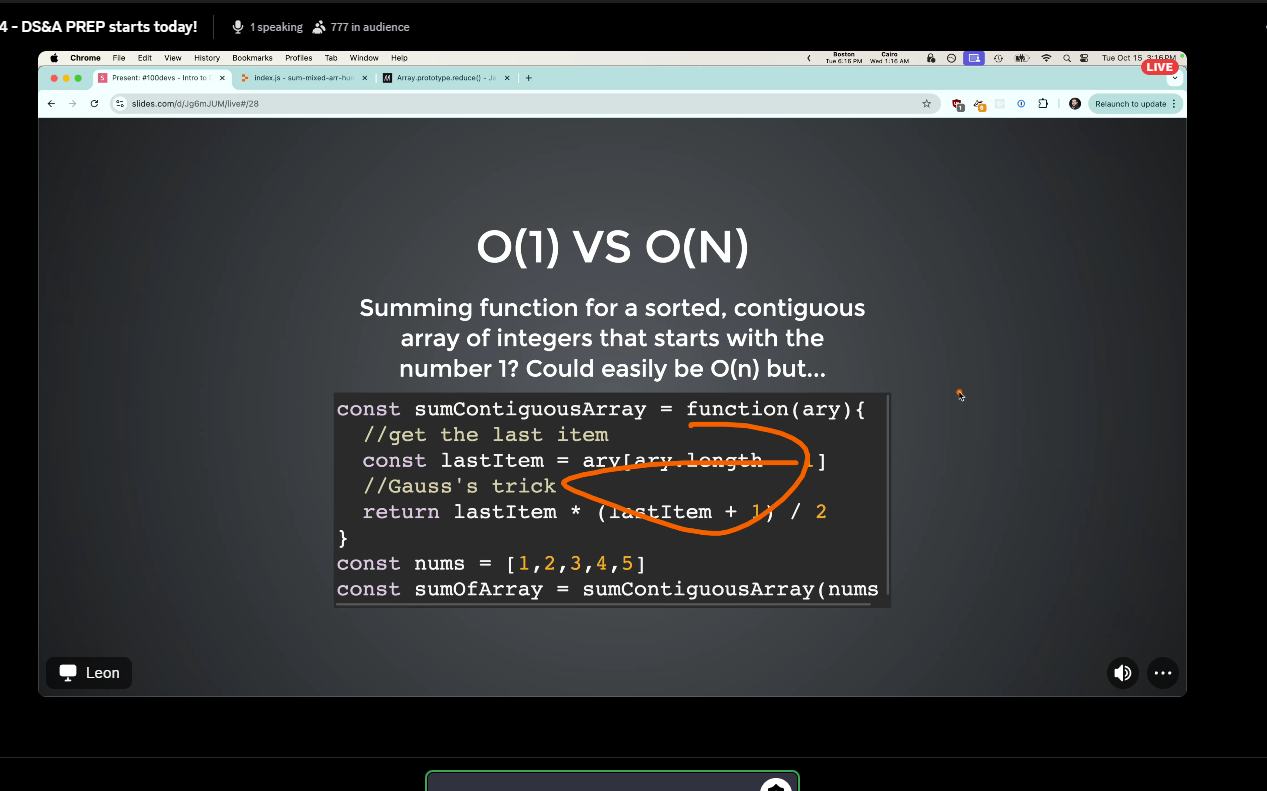 4 - DS&A PREP starts today!
1 speaking
777 in audience
Chrome File Edit View History Bookmarks Profiles Tab Window Help
Boston
Tue 6:16 PM
Cairo
Wed 1:16 AM
Tue Oct 15 3:16PM
LIVE
Present: #100devs - Intro to
index.js - sum-mixed-arr-hun
Array.prototype.reduce() - Ja
slides.com/d/Jg6mJUM/live#/28
Relaunch to update
O(1) VS O(N)
Summing function for a sorted, contiguous
array of integers that starts with the
number 1? Could easily be O(n) but...
const sumContiguousArray = function(ary){
//get the last item
const lastItem = ary[ary.length - 1]
//Gauss's trick
return lastItem * (lastItem + 1) / 2
}
const nums = [1,2,3,4,5]
const sumOfArray = sumContiguousArray(nums
Leon